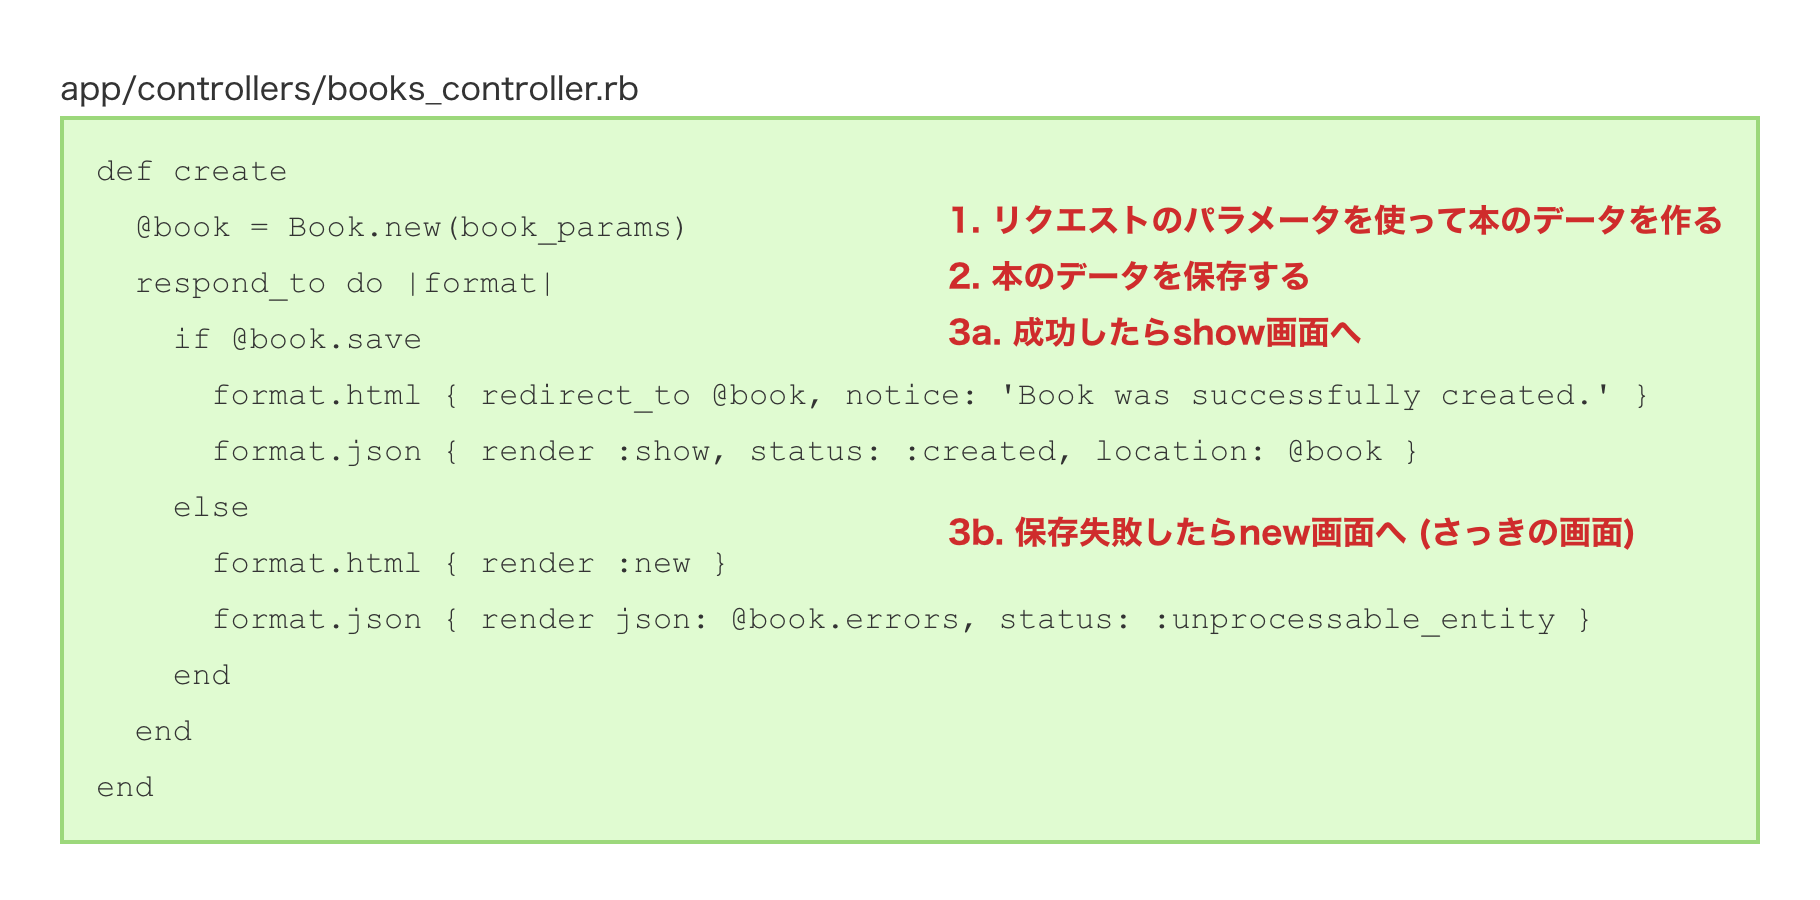 app/controllers/books_controller.rb
def create
@book = Book.new(book_params)
1. リクエストのパラメータを使って本のデータを作る
respond_to do |format|
2. 本のデータを保存する
if @book.save
3a. 成功したらshow画面へ
format.html { redirect_to @book, notice: 'Book was successfully created.' }
format.json { render :show, status: :created, location: @book }
else
3b. 保存失敗したらnew画面へ (さっきの画面)
format.html { render :new }
format.json { render json: @book.errors, status: :unprocessable_entity }
end
end
end